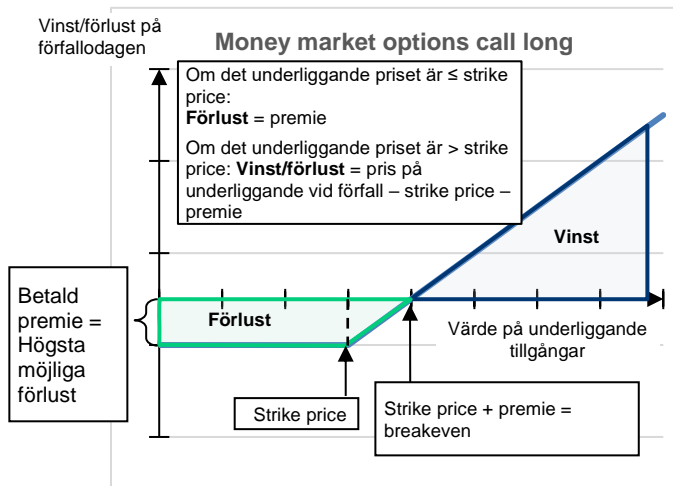 Vinst/förlust på
förfallodagen
Money market options call long
Om det underliggande priset är ≤ strike
price:
Förlust = premie
Om det underliggande priset är > strike
price: Vinst/förlust = pris på
underliggande vid förfall – strike price –
premie
Vinst
Betald
premie =
Högsta
möjliga
förlust
Förlust
Värde på underliggande
tillgångar
Strike price
Strike price + premie =
breakeven